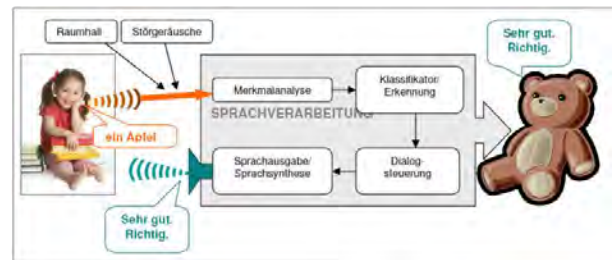 Raumhall
Störgeräusche
Sehr gut.
Richtig.
Merkmalanalyse
Klassifikator/
Erkennung
SPRACHVERARBEITUNG
ein Apfel
Sprachausgabe/
Sprachsynthese
Dialog-
steuerung
Sehr gut.
Richtig.